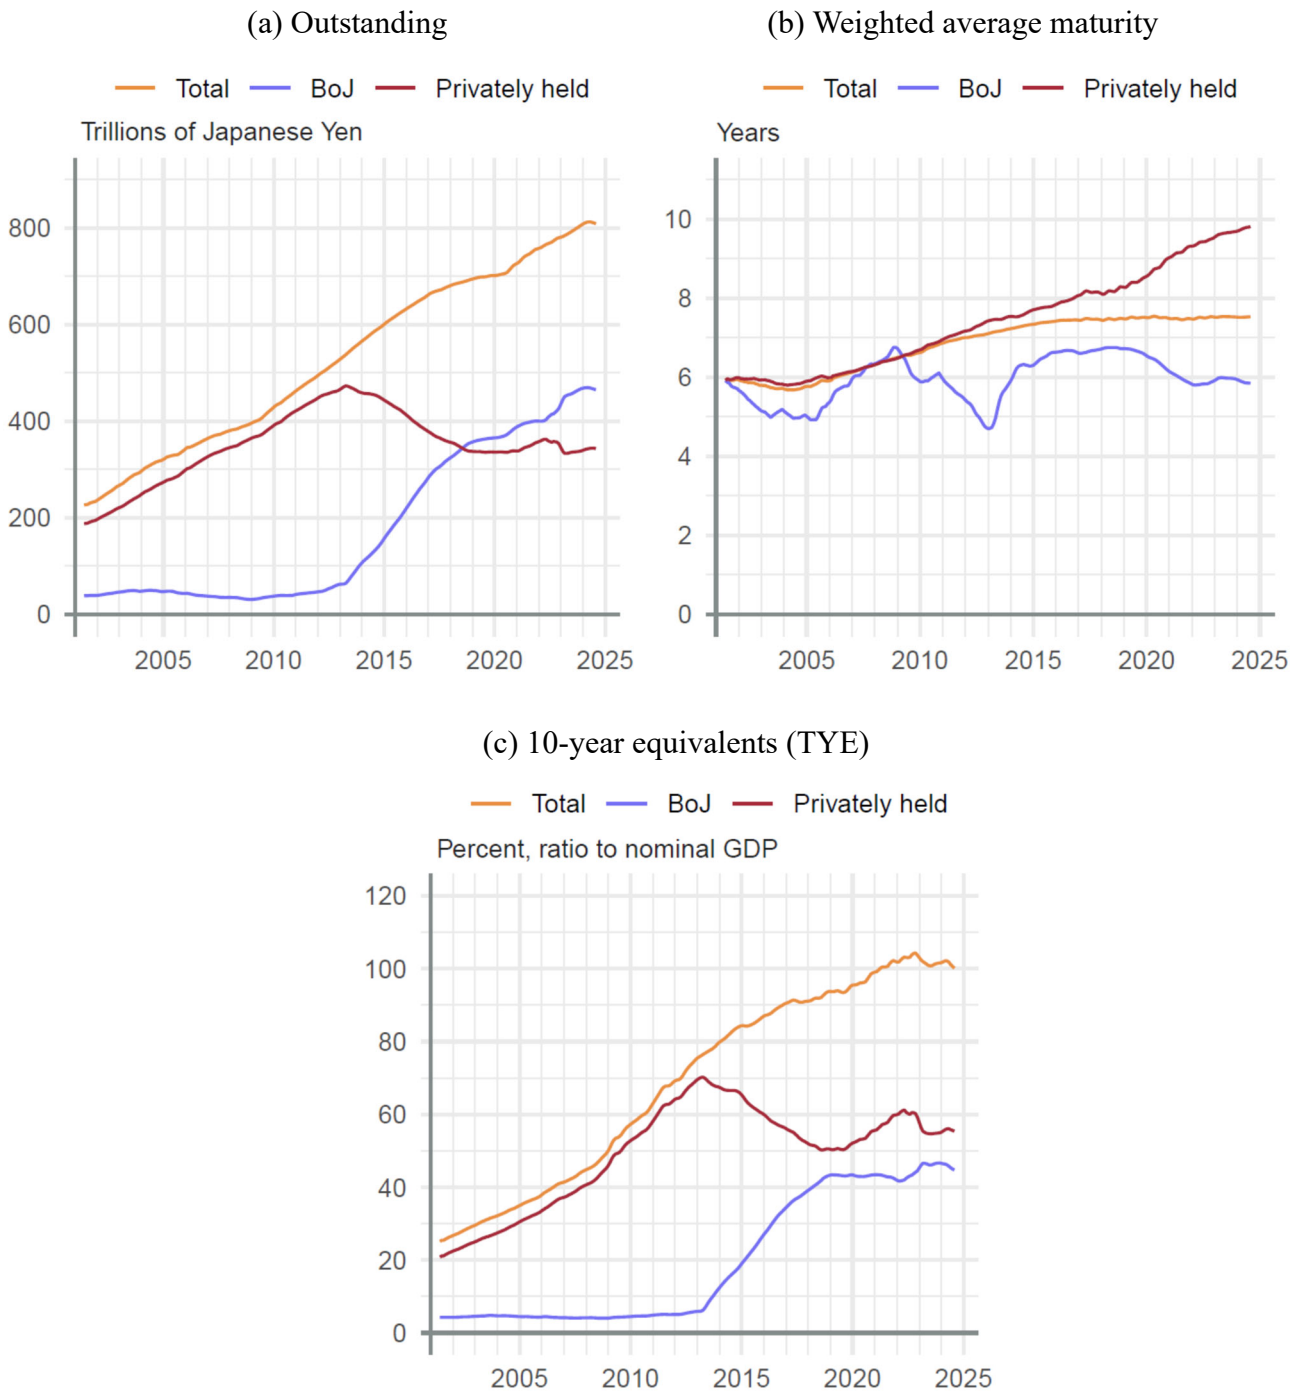 (a) Outstanding
Total BoJ Privately held
Trillions of Japanese Yen
800
600
400
200
0
2005 2010 2015 2020 2025
(b) Weighted average maturity
Total BoJ Privately held
Years
10
8
6
4
2
0
2005 2010 2015 2020 2025
(c) 10-year equivalents (TYE)
Total BoJ Privately held
Percent, ratio to nominal GDP
120
100
80
60
40
20
0
2005 2010 2015 2020 2025